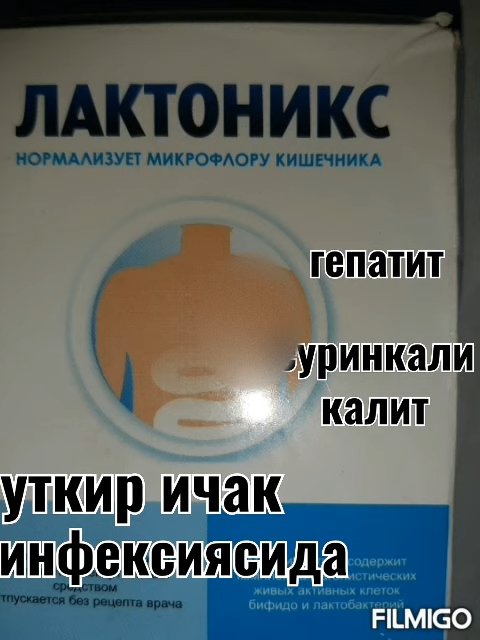 ЛАКТОНИКС
НОРМАЛИЗУЕТ МИКРОФЛОРУ КИШЕЧНИКА
гепатит
уринкали
калит
уткир ичак
инфексиясида
средством
тпускается без рецепта врача
содержит
живых активных клеток
бифидо и лактобактерий
FILMIGO